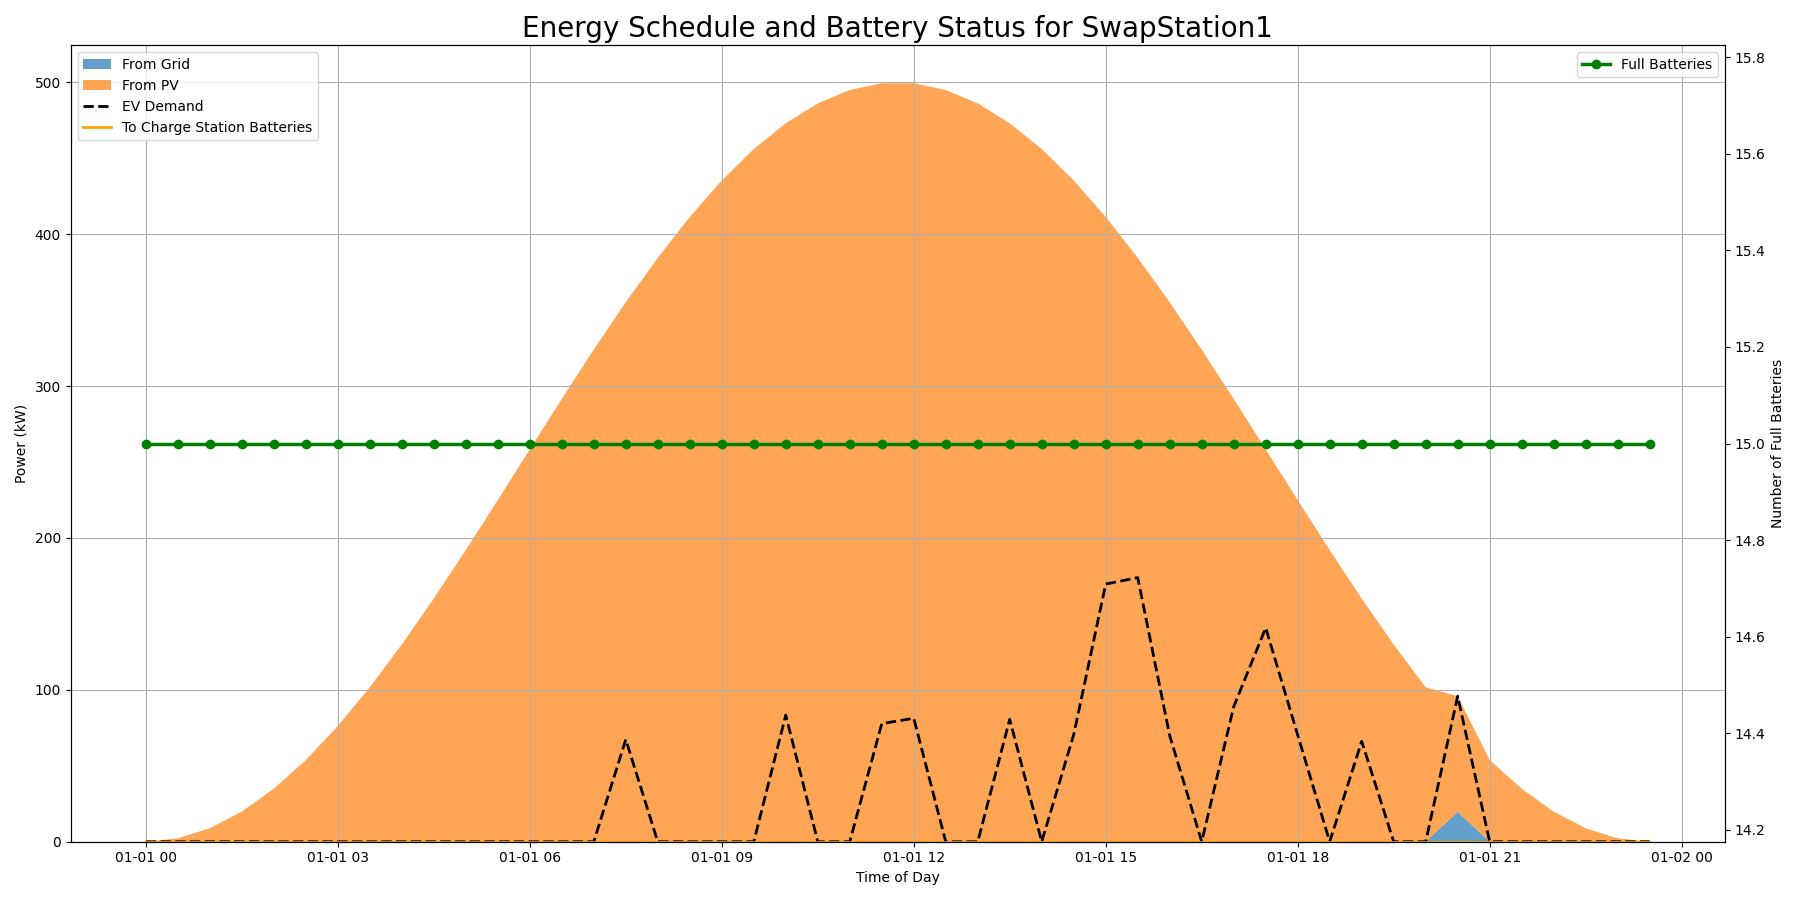 Energy Schedule and Battery Status for SwapStation1
From Grid
From PV
EV Demand
To Charge Station Batteries
Full Batteries
500
400
300
200
100
0
Power (kW)
15.8
15.6
15.4
15.2
15.0
14.8
14.6
14.4
14.2
Number of Full Batteries
01-01 00
01-01 03
01-01 06
01-01 09
01-01 12
01-01 15
01-01 18
01-01 21
01-02 00
Time of Day